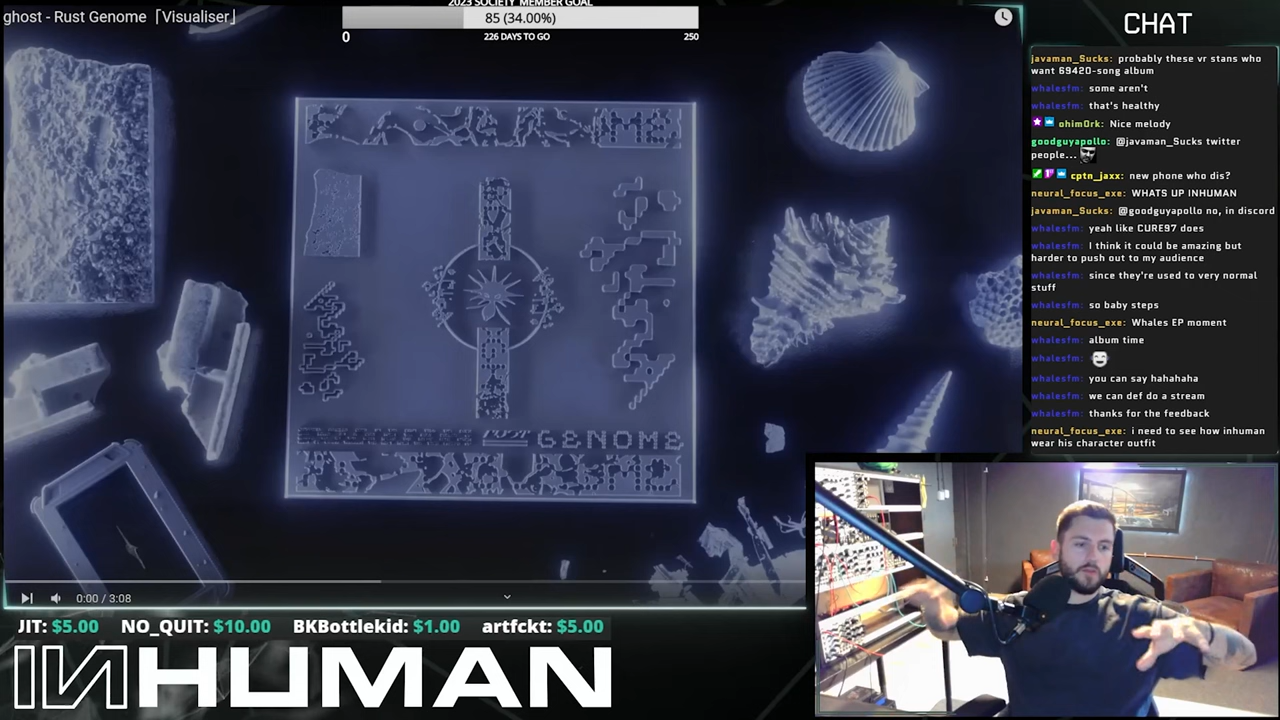 ghost - Rust Genome「Visualiser」
2023 SOCIETY MEMBER GOAL
85 (34.00%)
0
226 DAYS TO GO
250
CHAT
javaman_Sucks: probably these vr stans who
want 69420-song album
whalesfm: some aren't
whalesfm: that's healthy
ohim0rk: Nice melody
goodguyapollo: @javaman_Sucks twitter
people...
cptn_jaxx: new phone who dis?
neural_focus_exe: WHATS UP INHUMAN
javaman_Sucks: @goodguyapollo no, in discord
whalesfm: yeah like CURE97 does
whalesfm: I think it could be amazing but
harder to push out to my audience
whalesfm: since they're used to very normal
stuff
whalesfm: so baby steps
neural_focus_exe: Whales EP moment
whalesfm: album time
whalesfm:
whalesfm: you can say hahahaha
whalesfm: we can def do a stream
whalesfm: thanks for the feedback
neural_focus_exe: i need to see how inhuman
wear his character outfit
GENOME
0:00 / 3:08
JIT: $5.00 NO_QUIT: $10.00 BKBottlekid: $1.00 artfckt: $5.00
INHUMAN